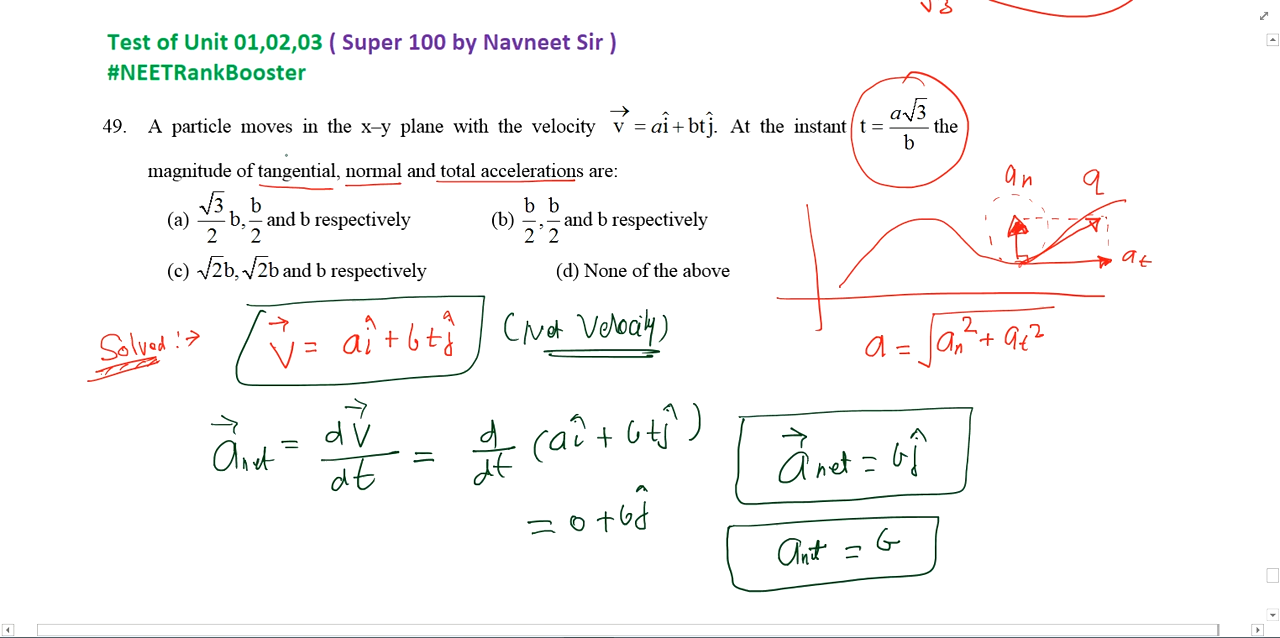 √3
Test of Unit 01,02,03 ( Super 100 by Navneet Sir )
#NEETRankBooster
49. A particle moves in the x–y plane with the velocity v⃗ = aî + btĵ. At the instant t = a√3/b the
magnitude of tangential, normal and total accelerations are:
(a) √3/2 b, b/2 and b respectively (b) b/2, b/2 and b respectively
(c) √2b, √2b and b respectively (d) None of the above
an a
at
a = √(an² + at²)
Solved :→ V⃗ = aî + btĵ (Net Velocity)
a⃗net = dV⃗/dt = d/dt (aî + btĵ) a⃗net = bĵ
= 0 + bĵ
anet = b